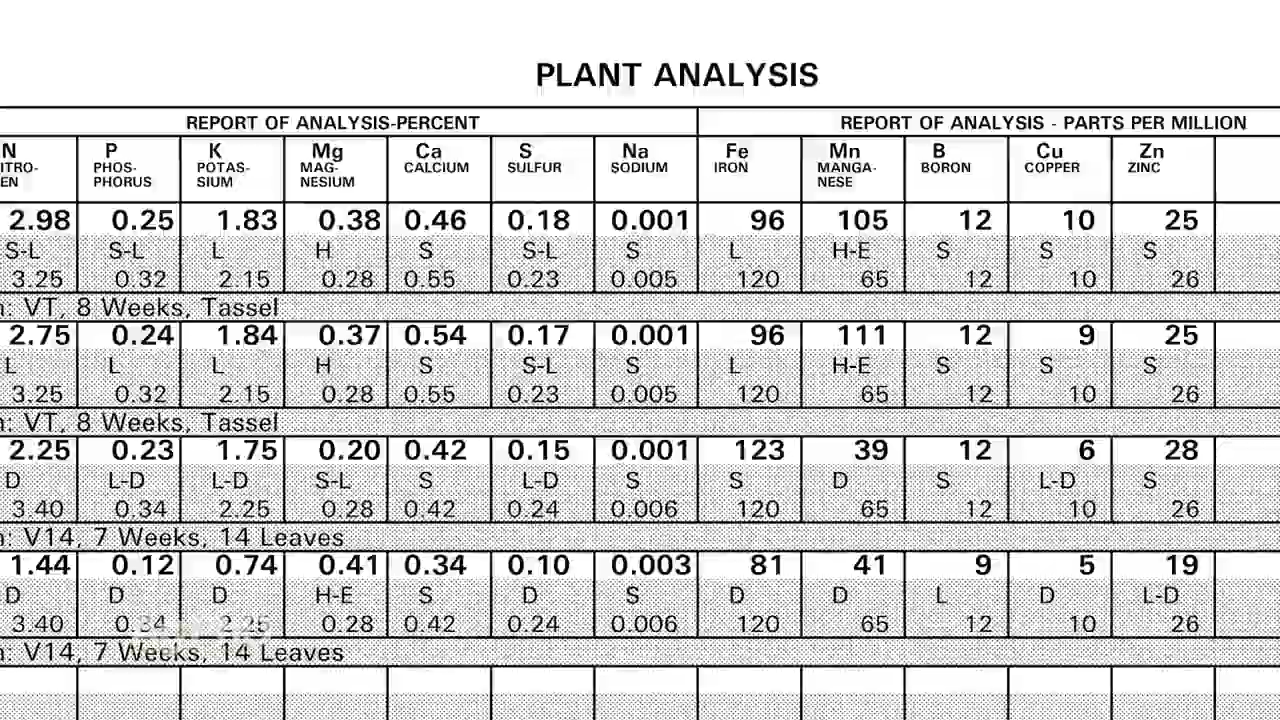 PLANT ANALYSIS
REPORT OF ANALYSIS-PERCENT REPORT OF ANALYSIS - PARTS PER MILLION
N P K Mg Ca S Na Fe Mn B Cu Zn
ITRO- PHOS- POTAS- MAG- CALCIUM SULFUR SODIUM IRON MANGA- BORON COPPER ZINC
EN PHORUS SIUM NESIUM NESE
2.98 0.25 1.83 0.38 0.46 0.18 0.001 96 105 12 10 25
S-L S-L L H S S-L S L H-E S S S
3.25 0.32 2.15 0.28 0.55 0.23 0.005 120 65 12 10 26
: VT, 8 Weeks, Tassel
2.75 0.24 1.84 0.37 0.54 0.17 0.001 96 111 12 9 25
L L L H S S-L S L H-E S S S
3.25 0.32 2.15 0.28 0.55 0.23 0.005 120 65 12 10 26
: VT, 8 Weeks, Tassel
2.25 0.23 1.75 0.20 0.42 0.15 0.001 123 39 12 6 28
D L-D L-D S-L S L-D S S D S L-D S
3.40 0.34 2.25 0.28 0.42 0.24 0.006 120 65 12 10 26
: V14, 7 Weeks, 14 Leaves
1.44 0.12 0.74 0.41 0.34 0.10 0.003 81 41 9 5 19
D D D H-E S D S D D L D L-D
3.40 0.34 2.25 0.28 0.42 0.24 0.006 120 65 12 10 26
: V14, 7 Weeks, 14 Leaves